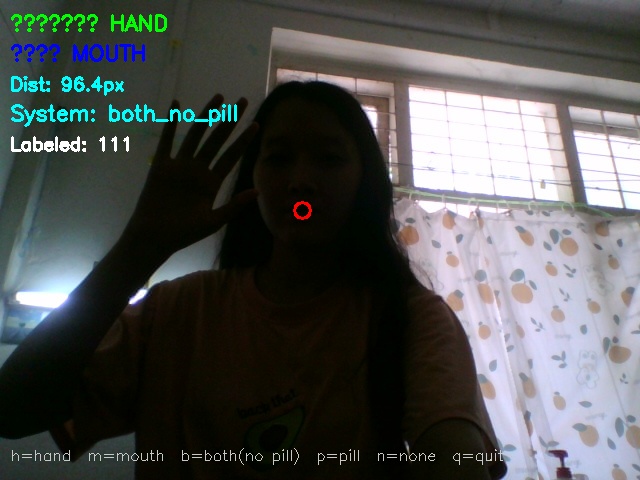 ??????? HAND
???? MOUTH
Dist: 96.4px
System: both_no_pill
Labeled: 111
h=hand m=mouth b=both(no pill) p=pill n=none q=quit